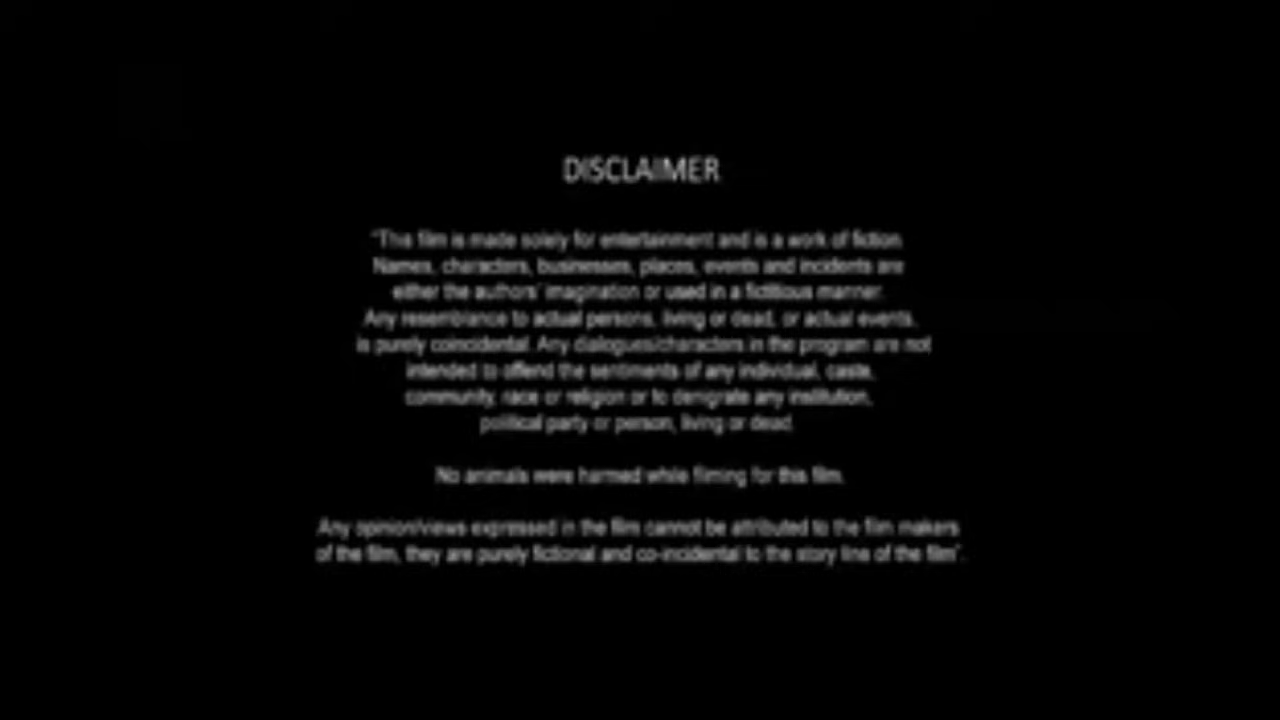 DISCLAIMER
"This film is made solely for entertainment and is a work of fiction.
Names, characters, businesses, places, events and incidents are
either the authors' imagination or used in a fictitious manner.
Any resemblance to actual persons, living or dead, or actual events,
is purely coincidental. Any dialogues/characters in the program are not
intended to offend the sentiments of any individual, caste,
community, race or religion or to denigrate any institution,
political party or person, living or dead.
No animals were harmed while filming for this film.
Any opinion/views expressed in the film cannot be attributed to the film makers
of the film, they are purely fictional and co-incidental to the story line of the film".